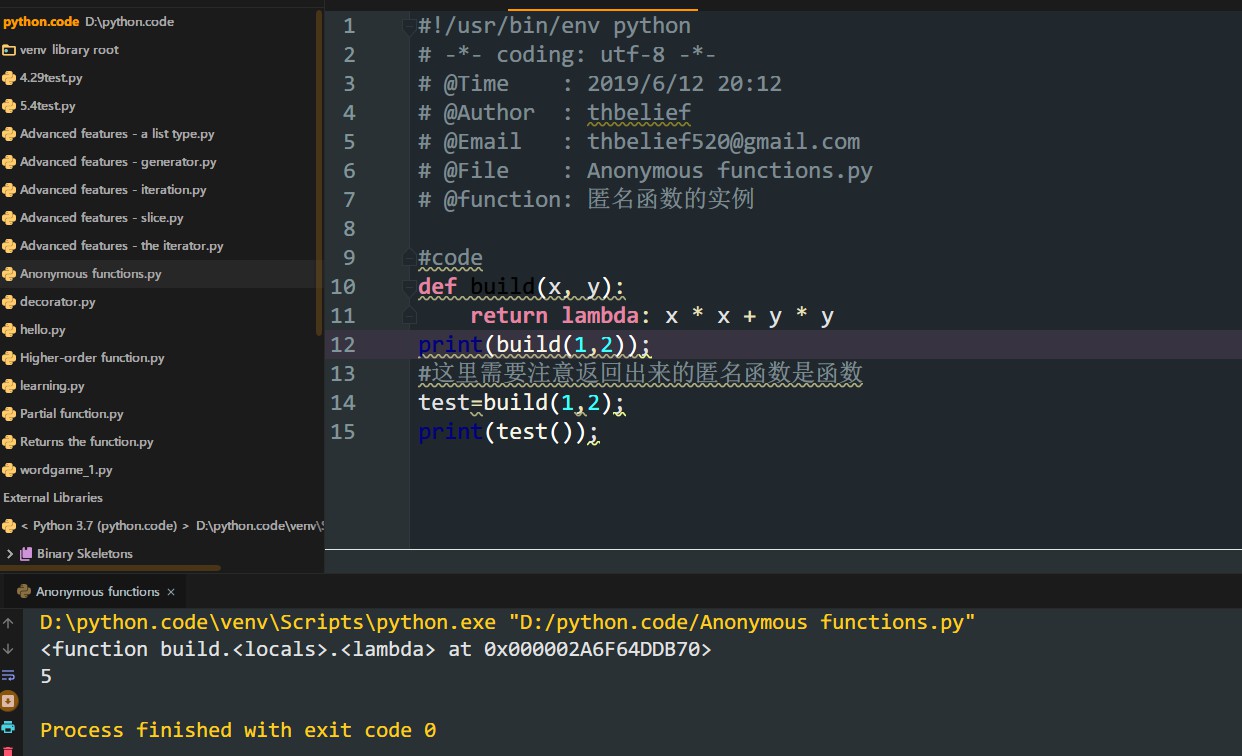 python.code D:\python.code
venv library root
4.29test.py
5.4test.py
Advanced features - a list type.py
Advanced features - generator.py
Advanced features - iteration.py
Advanced features - slice.py
Advanced features - the iterator.py
Anonymous functions.py
decorator.py
hello.py
Higher-order function.py
learning.py
Partial function.py
Returns the function.py
wordgame_1.py
External Libraries
< Python 3.7 (python.code) > D:\python.code\venv\S
Binary Skeletons
1 #!/usr/bin/env python
2 # -*- coding: utf-8 -*-
3 # @Time    : 2019/6/12 20:12
4 # @Author  : thbelief
5 # @Email   : thbelief520@gmail.com
6 # @File    : Anonymous functions.py
7 # @function: 匿名函数的实例
8
9 #code
10 def build(x, y):
11     return lambda: x * x + y * y
12 print(build(1,2));
13 #这里需要注意返回出来的匿名函数是函数
14 test=build(1,2);
15 print(test());
Anonymous functions ×
D:\python.code\venv\Scripts\python.exe "D:/python.code/Anonymous functions.py"
<function build.<locals>.<lambda> at 0x000002A6F64DDB70>
5
Process finished with exit code 0